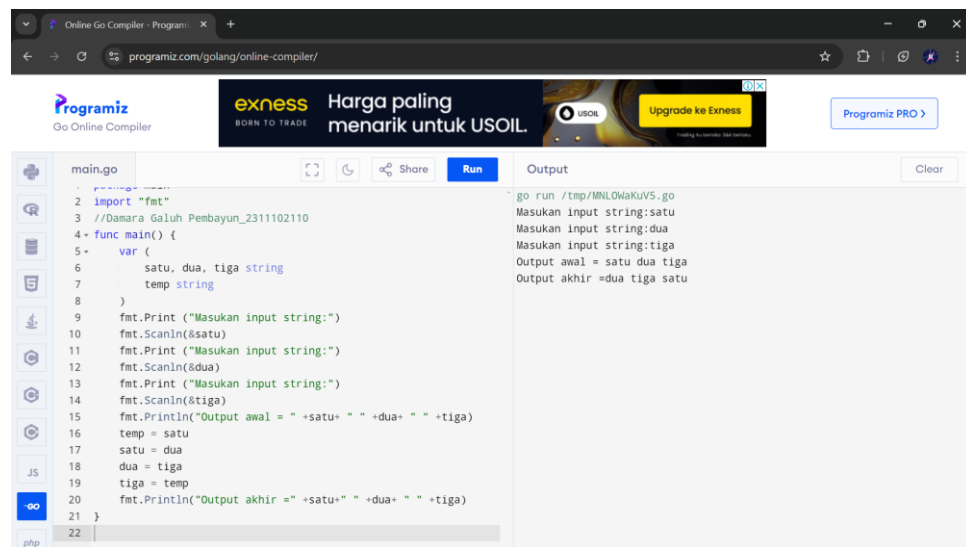 Online Go Compiler - Programi
programiz.com/golang/online-compiler/
Programiz
Go Online Compiler
exness
BORN TO TRADE
Harga paling
menarik untuk USOIL.
USOIL
Upgrade ke Exness
Programiz PRO >
main.go
Share
Run
Output
Clear
1 package main
2 import "fmt"
3 //Damara Galuh Pembayun_2311102110
4 func main() {
5 var (
6 satu, dua, tiga string
7 temp string
8 )
9 fmt.Print ("Masukan input string:")
10 fmt.Scanln(&satu)
11 fmt.Print ("Masukan input string:")
12 fmt.Scanln(&dua)
13 fmt.Print ("Masukan input string:")
14 fmt.Scanln(&tiga)
15 fmt.Println("Output awal = " +satu+ " " +dua+ " " +tiga)
16 temp = satu
17 satu = dua
18 dua = tiga
19 tiga = temp
20 fmt.Println("Output akhir =" +satu+" " +dua+ " " +tiga)
21 }
22
go run /tmp/MNLOWaKuV5.go
Masukan input string:satu
Masukan input string:dua
Masukan input string:tiga
Output awal = satu dua tiga
Output akhir =dua tiga satu
JS
GO
php